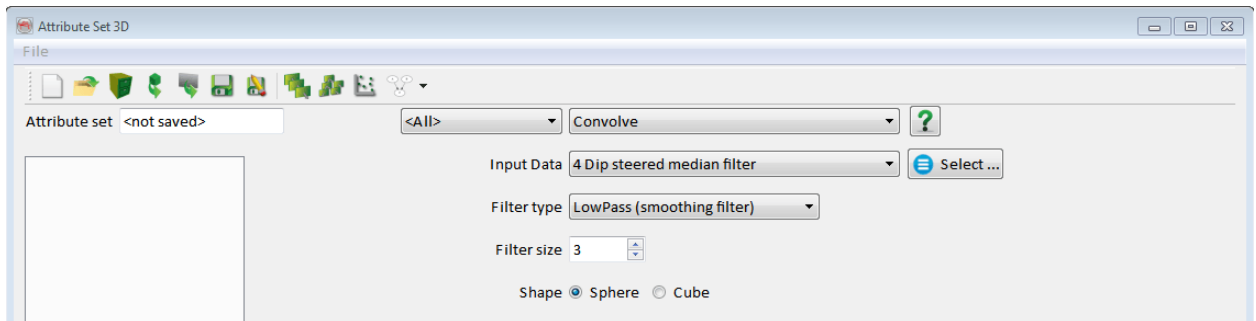 Attribute Set 3D
File
Attribute set <not saved> <All> Convolve ?
Input Data 4 Dip steered median filter Select ...
Filter type LowPass (smoothing filter)
Filter size 3
Shape Sphere Cube